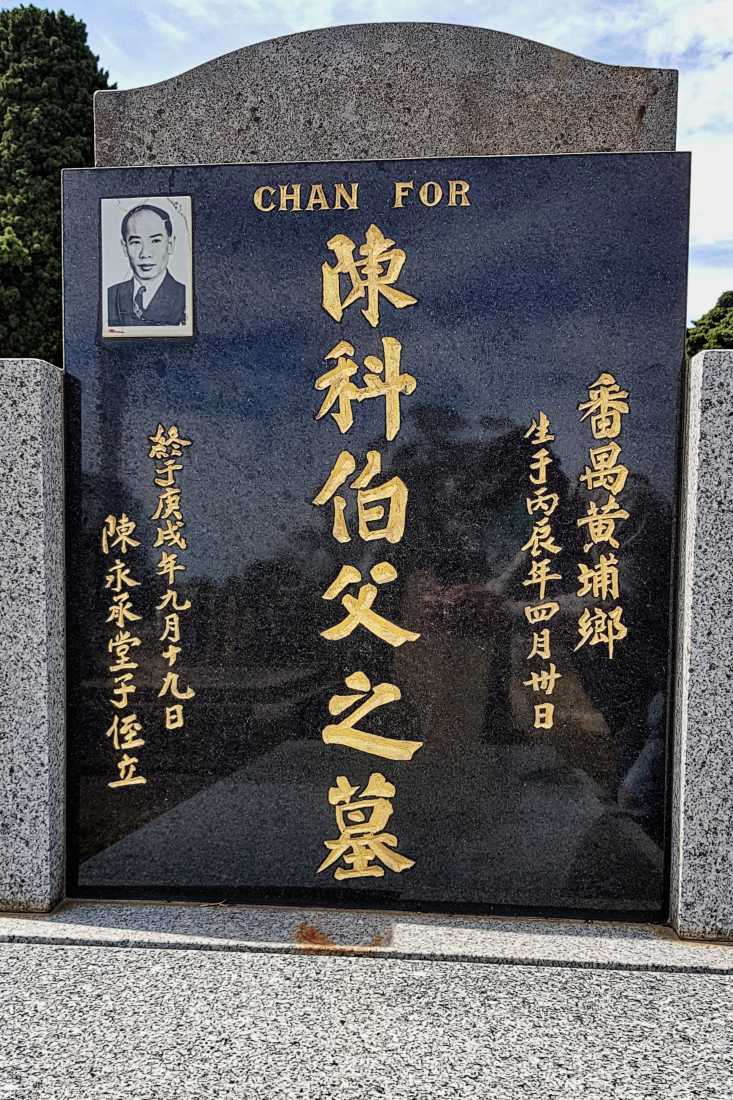 CHAN FOR
番禺黄埔鄉
生于丙辰年四月卅日
陳科伯父之墓
終于庚戌年九月十九日
陳永承堂子侄立